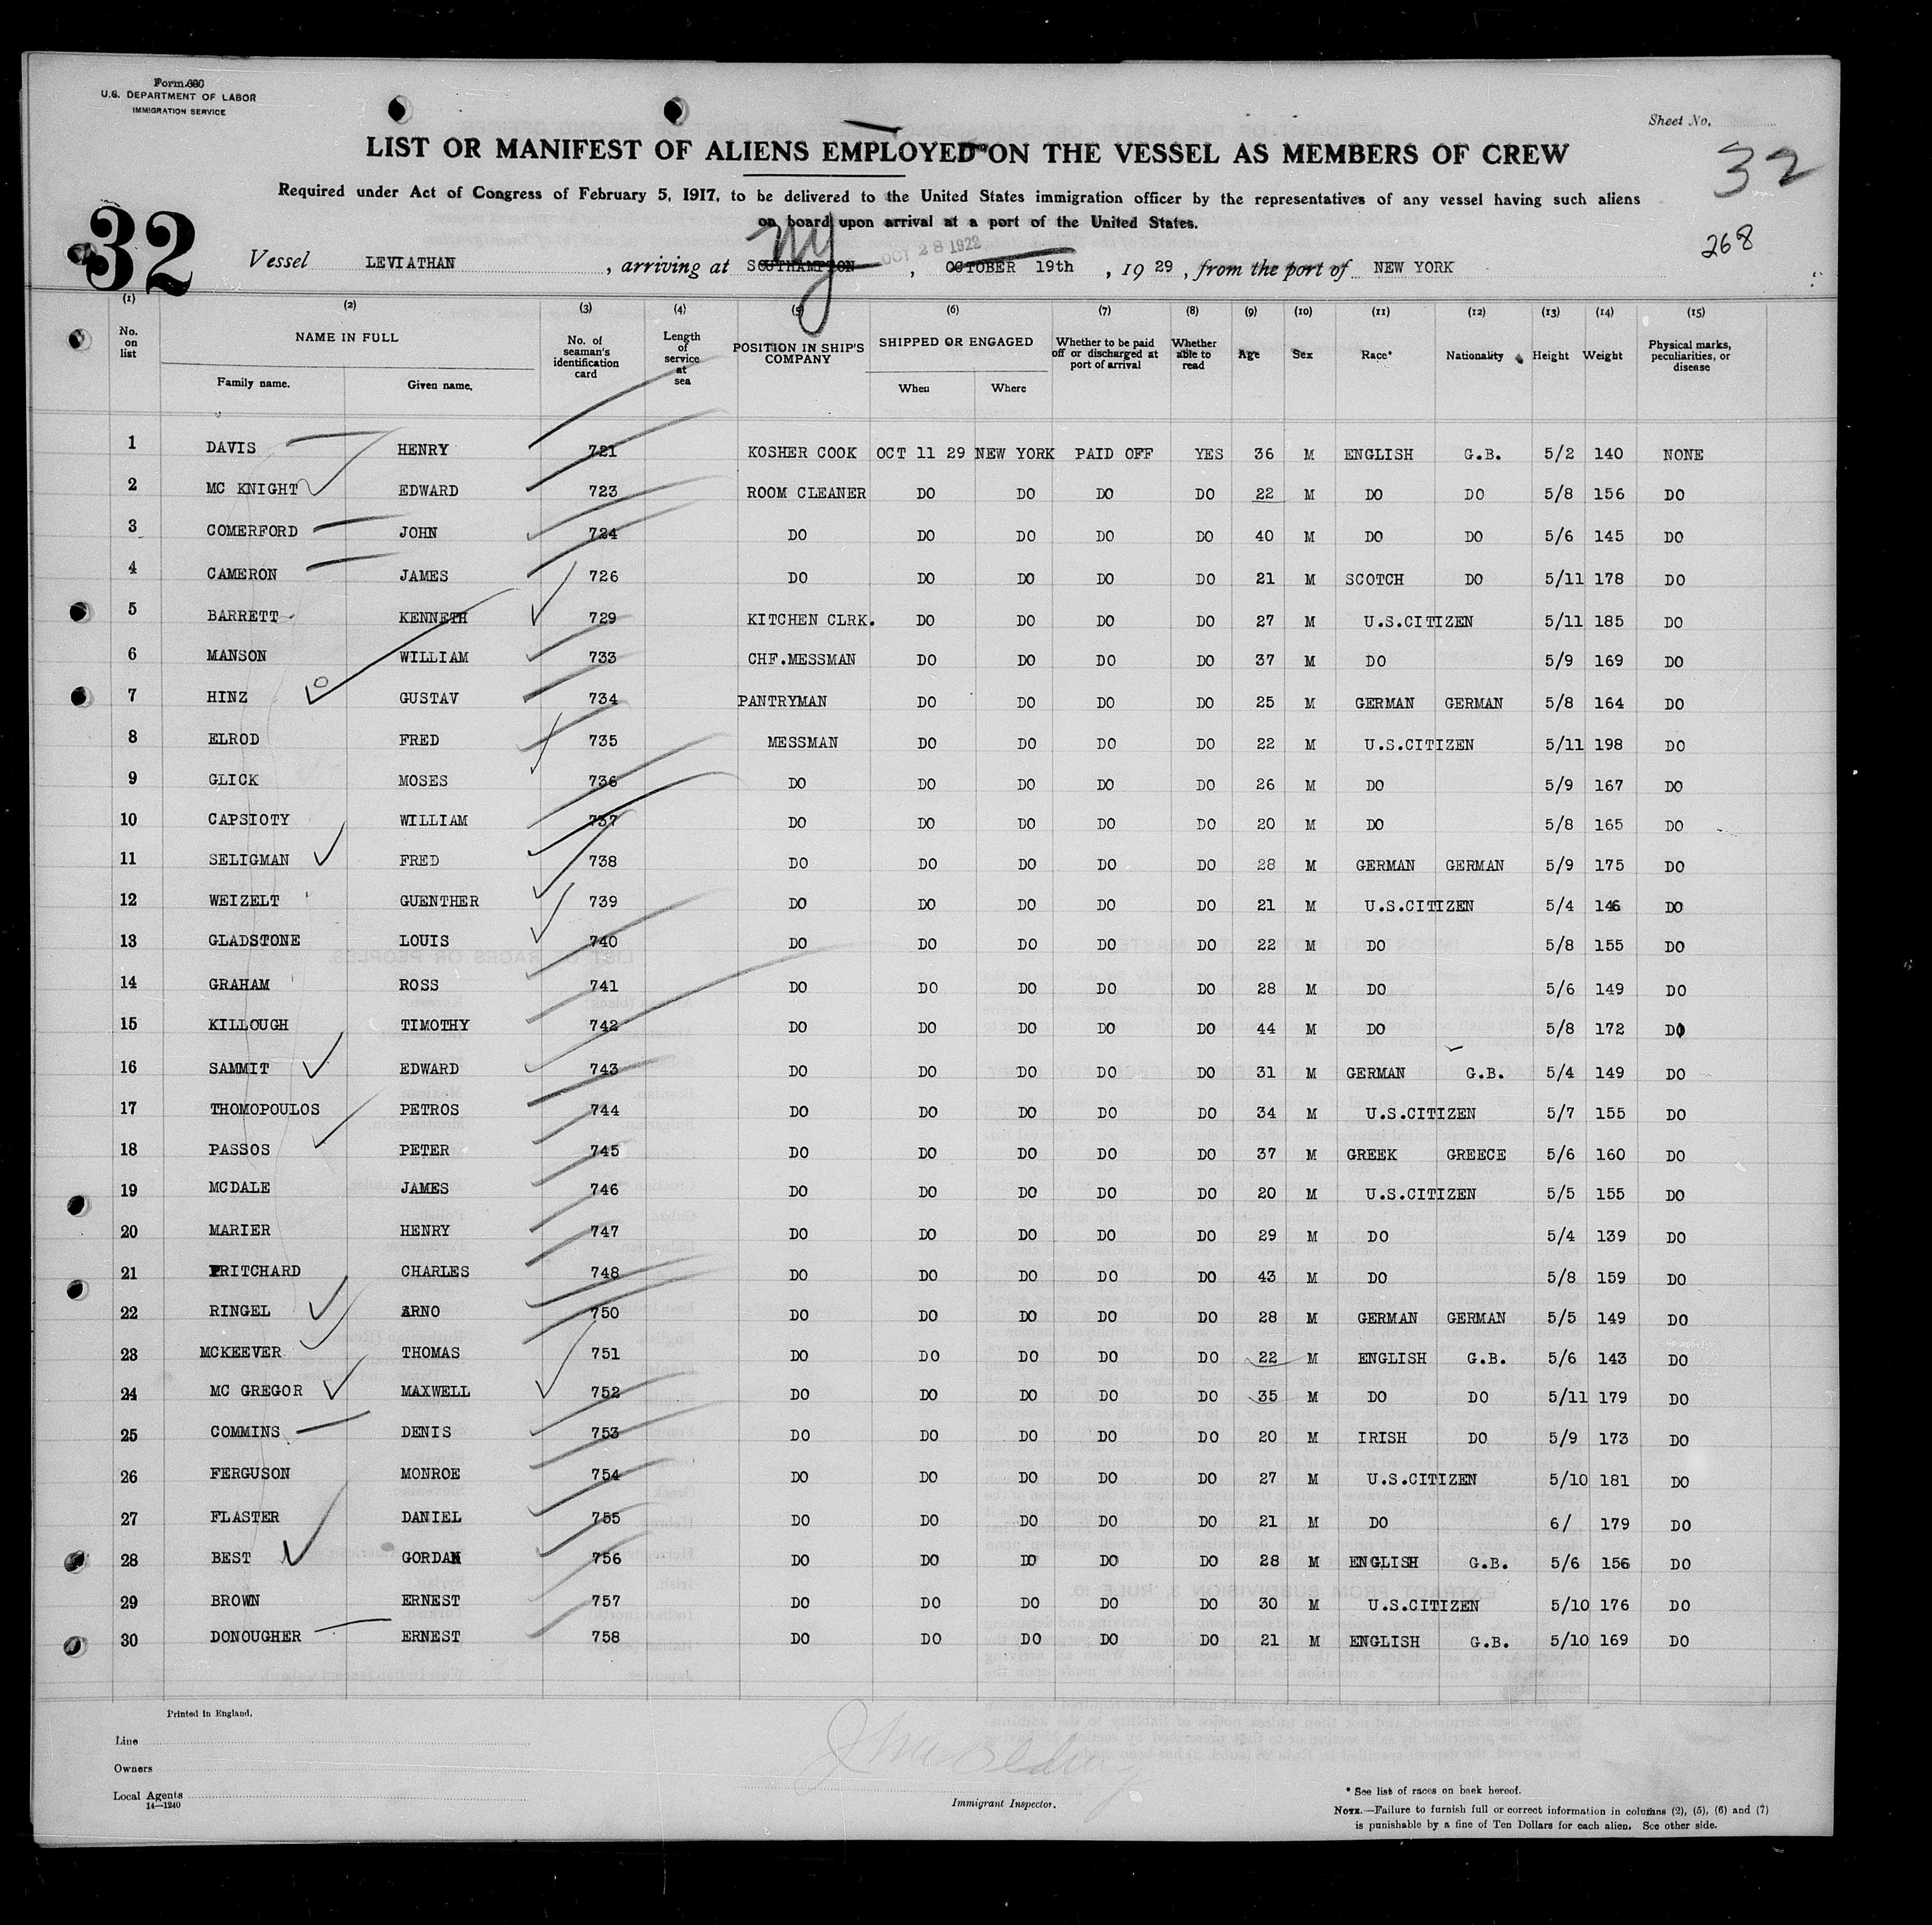 Form 680
U.S. DEPARTMENT OF LABOR
IMMIGRATION SERVICE
Sheet No.
32
LIST OR MANIFEST OF ALIENS EMPLOYED ON THE VESSEL AS MEMBERS OF CREW
Required under Act of Congress of February 5, 1917, to be delivered to the United States immigration officer by the representatives of any vessel having such aliens
on board upon arrival at a port of the United States.
268
32
NY
OCT 28 1922
Vessel LEVIATHAN, arriving at SOUTHAMPTON, OCTOBER 19th, 1929, from the port of NEW YORK
(1) (2) (3) (4) (5) (6) (7) (8) (9) (10) (11) (12) (13) (14) (15)
No. on list NAME IN FULL No. of seaman's identification card Length of service at sea POSITION IN SHIP'S COMPANY SHIPPED OR ENGAGED Whether to be paid off or discharged at port of arrival Whether able to read Age Sex Race* Nationality Height Weight Physical marks, peculiarities, or disease
Family name. Given name. When Where
1 DAVIS HENRY 721 KOSHER COOK OCT 11 29 NEW YORK PAID OFF YES 36 M ENGLISH G.B. 5/2 140 NONE
2 MC KNIGHT EDWARD 723 ROOM CLEANER DO DO DO DO 22 M DO DO 5/8 156 DO
3 COMERFORD JOHN 724 DO DO DO DO DO 40 M DO DO 5/6 145 DO
4 CAMERON JAMES 726 DO DO DO DO DO 21 M SCOTCH DO 5/11 178 DO
5 BARRETT KENNETH 729 KITCHEN CLRK. DO DO DO DO 27 M U.S.CITIZEN 5/11 185 DO
6 MANSON WILLIAM 733 CHF.MESSMAN DO DO DO DO 37 M DO 5/9 169 DO
7 HINZ GUSTAV 734 PANTRYMAN DO DO DO DO 25 M GERMAN GERMAN 5/8 164 DO
8 ELROD FRED 735 MESSMAN DO DO DO DO 22 M U.S.CITIZEN 5/11 198 DO
9 GLICK MOSES 736 DO DO DO DO DO 26 M DO 5/9 167 DO
10 CAPSIOTY WILLIAM 737 DO DO DO DO DO 20 M DO 5/8 165 DO
11 SELIGMAN FRED 738 DO DO DO DO DO 28 M GERMAN GERMAN 5/9 175 DO
12 WEIZELT GUENTHER 739 DO DO DO DO DO 21 M U.S.CITIZEN 5/4 146 DO
13 GLADSTONE LOUIS 740 DO DO DO DO DO 22 M DO 5/8 155 DO
14 GRAHAM ROSS 741 DO DO DO DO DO 28 M DO 5/6 149 DO
15 KILLOUGH TIMOTHY 742 DO DO DO DO DO 44 M DO 5/8 172 DO
16 SAMMIT EDWARD 743 DO DO DO DO DO 31 M GERMAN G.B. 5/4 149 DO
17 THOMOPOULOS PETROS 744 DO DO DO DO DO 34 M U.S.CITIZEN 5/7 155 DO
18 PASSOS PETER 745 DO DO DO DO DO 37 M GREEK GREECE 5/6 160 DO
19 MCDALE JAMES 746 DO DO DO DO DO 20 M U.S.CITIZEN 5/5 155 DO
20 MARIER HENRY 747 DO DO DO DO DO 29 M DO 5/4 139 DO
21 PRITCHARD CHARLES 748 DO DO DO DO DO 43 M DO 5/8 159 DO
22 RINGEL ARNO 750 DO DO DO DO DO 28 M GERMAN GERMAN 5/5 149 DO
23 MCKEEVER THOMAS 751 DO DO DO DO DO 22 M ENGLISH G.B. 5/6 143 DO
24 MC GREGOR MAXWELL 752 DO DO DO DO DO 35 M DO DO 5/11 179 DO
25 COMMINS DENIS 753 DO DO DO DO DO 20 M IRISH DO 5/9 173 DO
26 FERGUSON MONROE 754 DO DO DO DO DO 27 M U.S.CITIZEN 5/10 181 DO
27 FLASTER DANIEL 755 DO DO DO DO DO 21 M DO 6/ 179 DO
28 BEST GORDAN 756 DO DO DO DO DO 28 M ENGLISH G.B. 5/6 156 DO
29 BROWN ERNEST 757 DO DO DO DO DO 30 M U.S.CITIZEN 5/10 176 DO
30 DONOUGHER ERNEST 758 DO DO DO DO DO 21 M ENGLISH G.B. 5/10 169 DO
Printed in England.
Line
Owners
Local Agents
14—1240
Immigrant Inspector.
* See list of races on back hereof.
NOTE.—Failure to furnish full or correct information in columns (2), (5), (6) and (7)
is punishable by a fine of Ten Dollars for each alien. See other side.